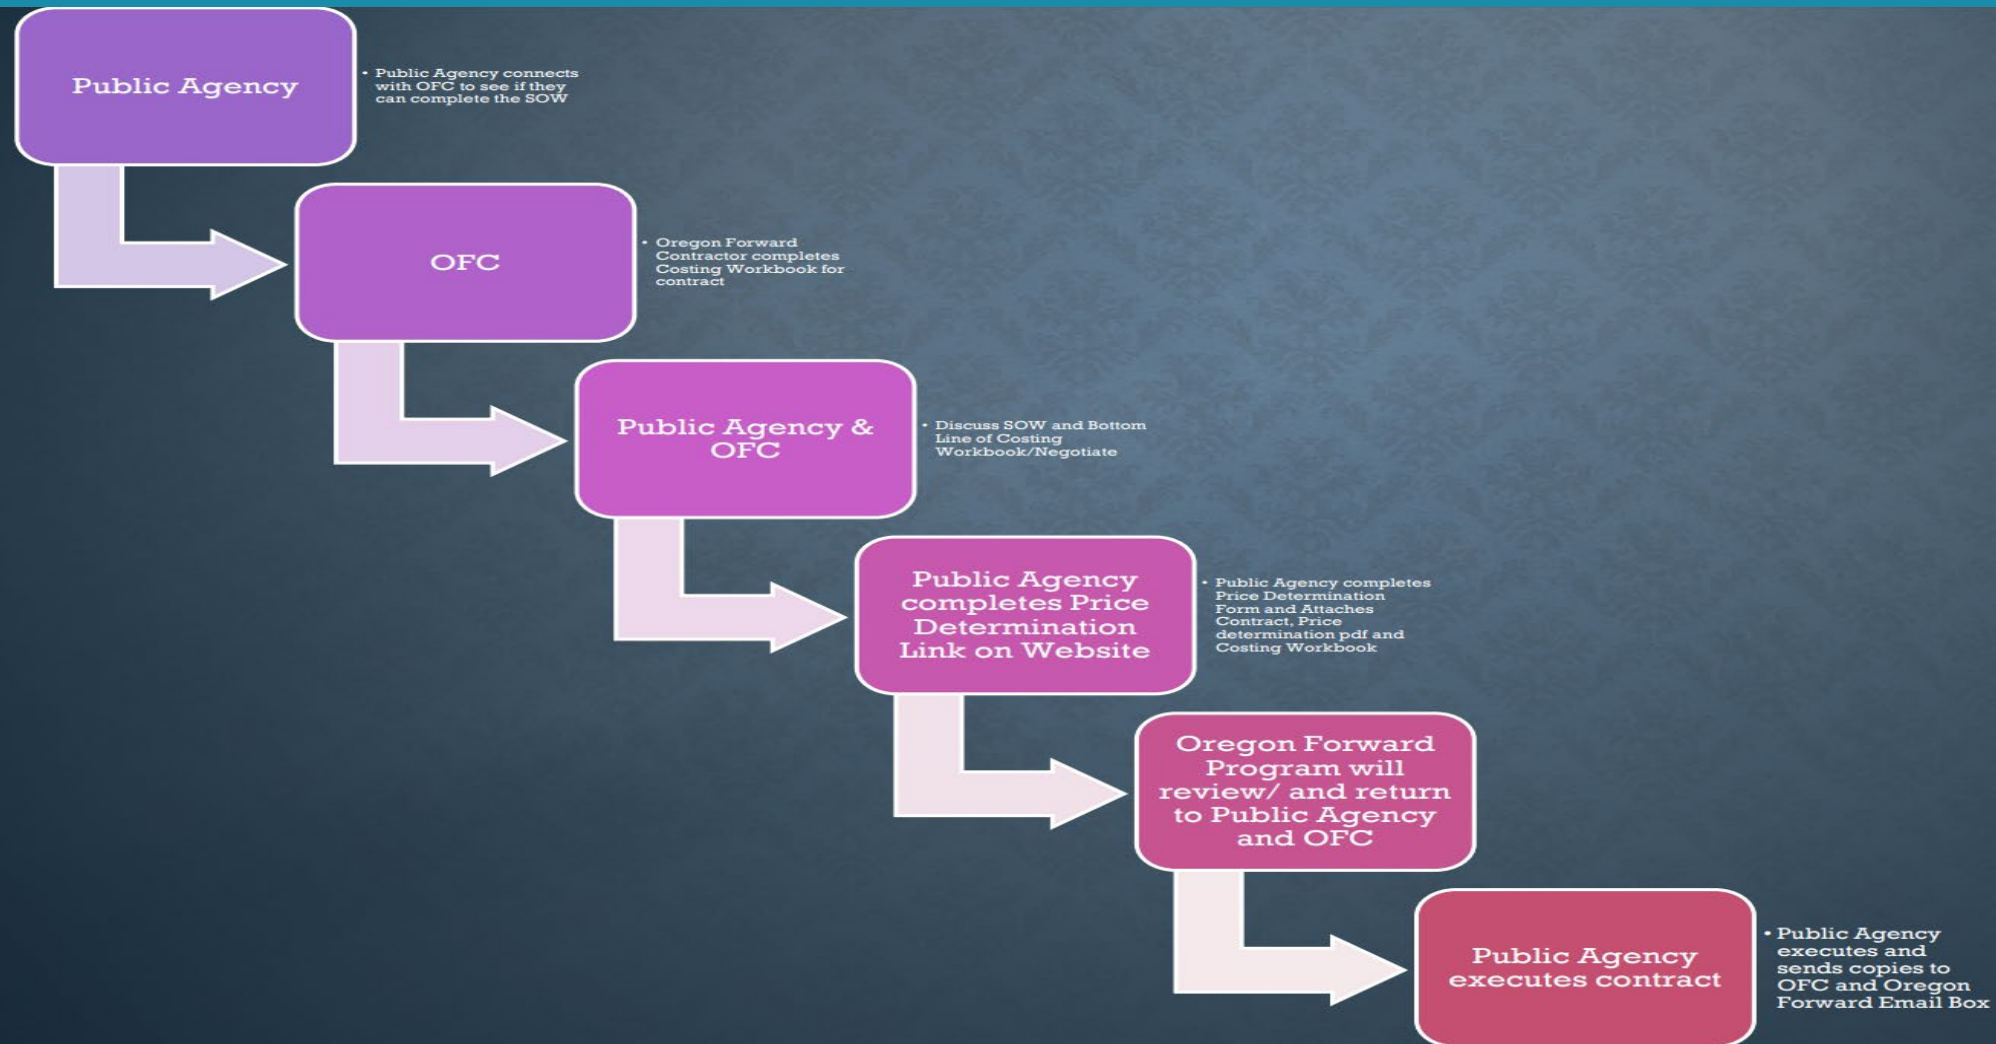 Public Agency
• Public Agency connects
with OFC to see if they
can complete the SOW
OFC
• Oregon Forward
Contractor completes
Costing Workbook for
contract
Public Agency &
OFC
• Discuss SOW and Bottom
Line of Costing
Workbook/Negotiate
Public Agency
completes Price
Determination
Link on Website
• Public Agency completes
Price Determination
Form and Attaches
Contract, Price
determination pdf and
Costing Workbook
Oregon Forward
Program will
review/ and return
to Public Agency
and OFC
Public Agency
executes contract
• Public Agency
executes and
sends copies to
OFC and Oregon
Forward Email Box